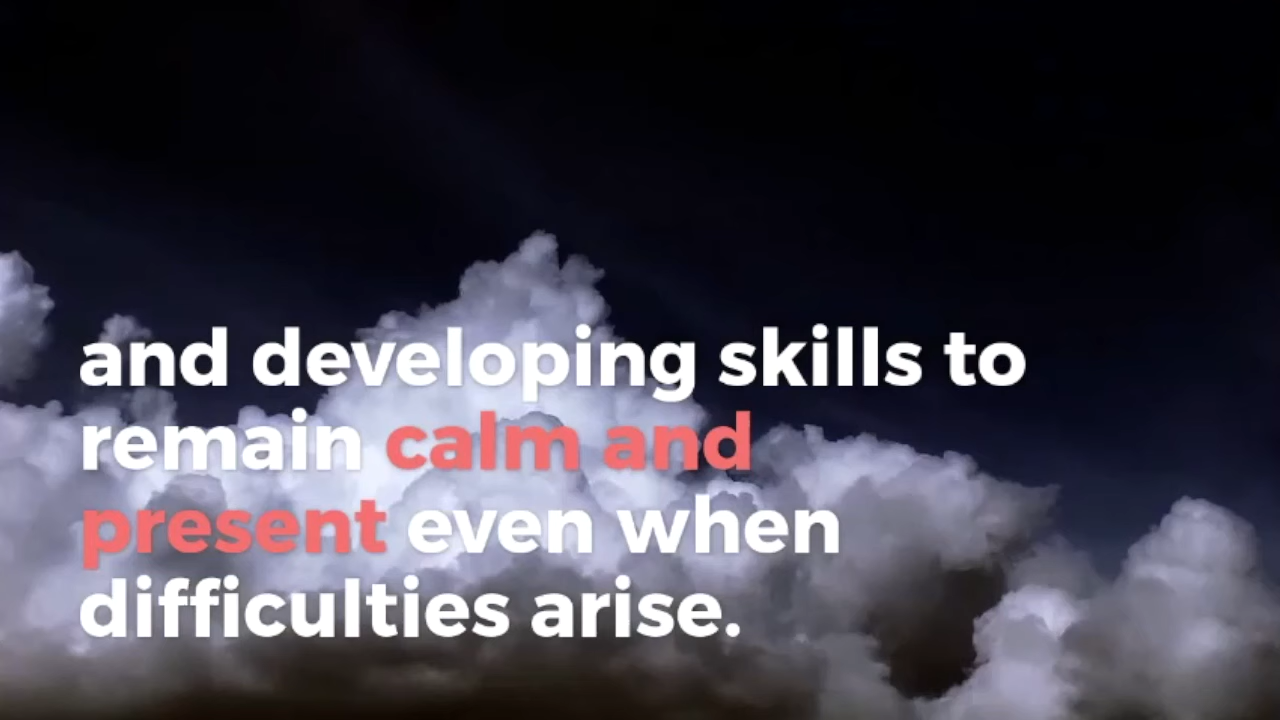 and developing skills to
remain calm and
present even when
difficulties arise.